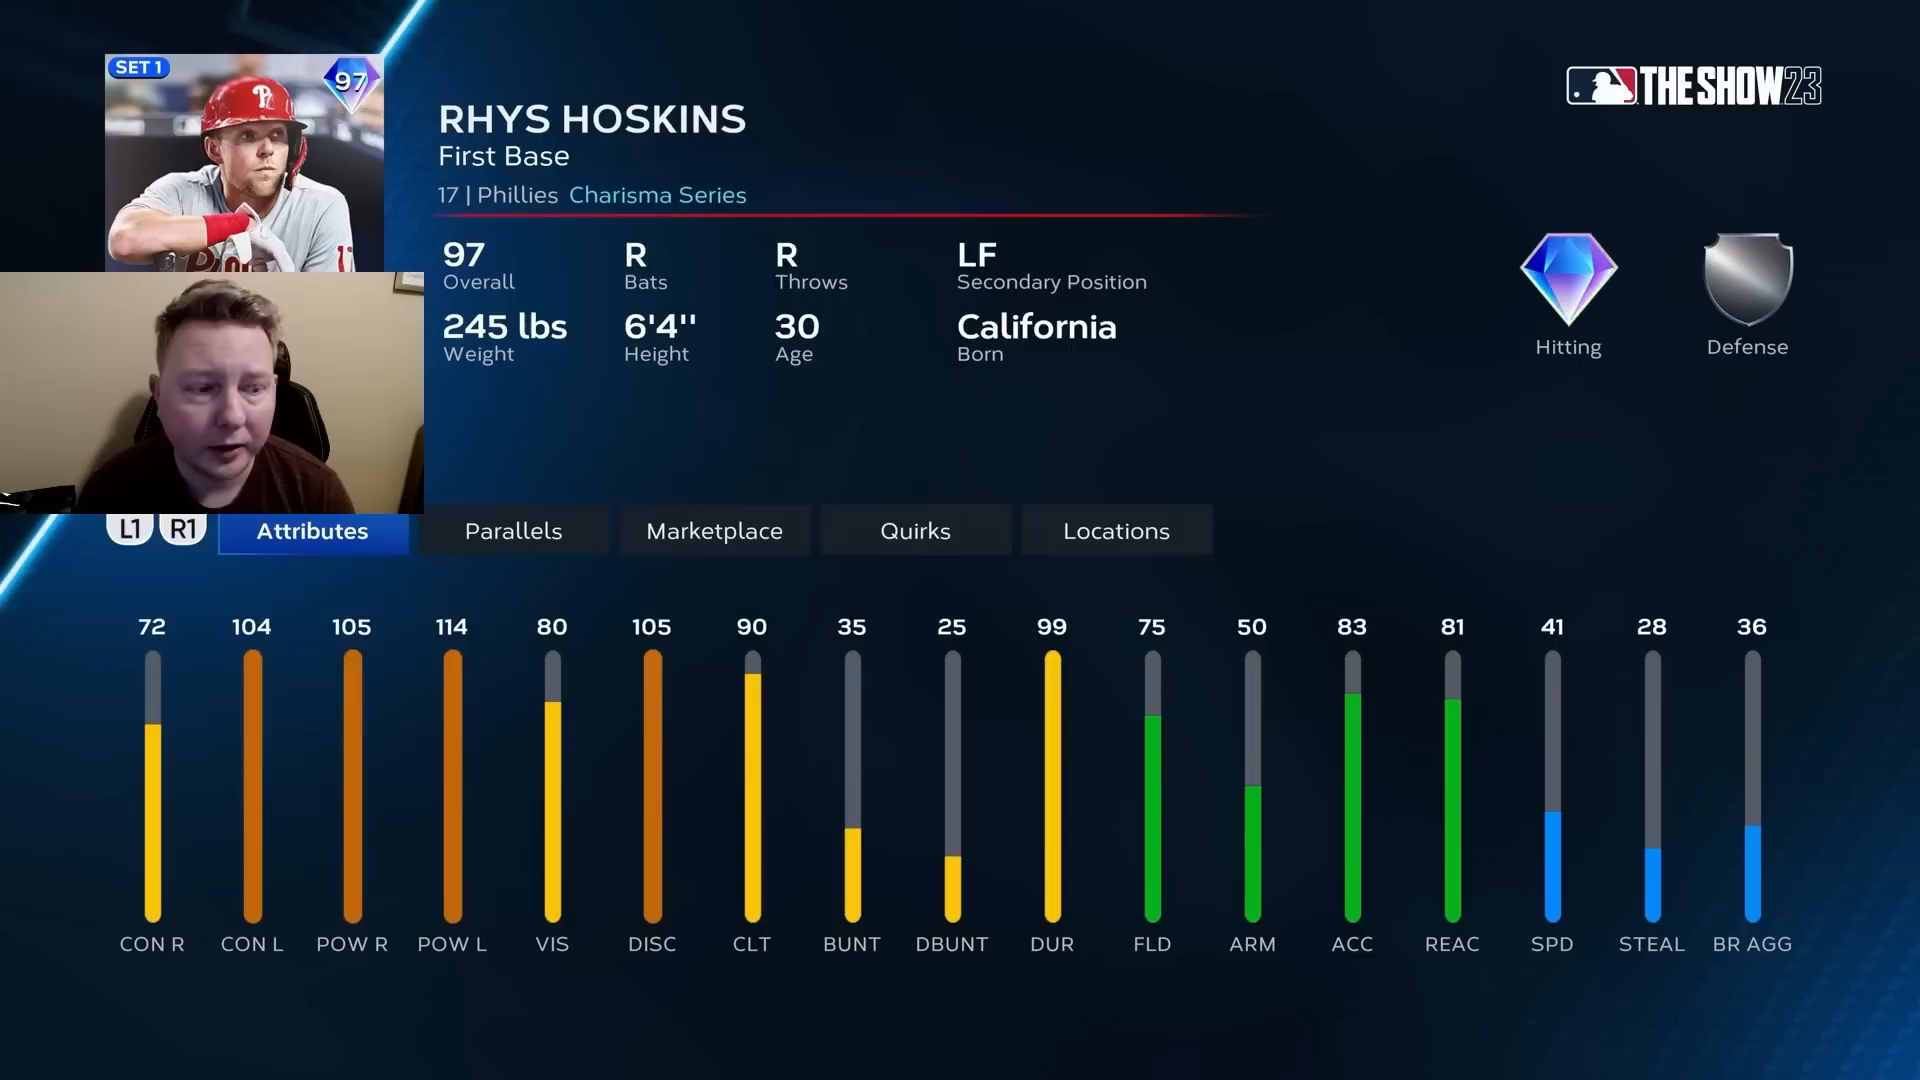 SET 1
97
THE SHOW 23
RHYS HOSKINS
First Base
17 | Phillies Charisma Series
97 R R LF
Overall Bats Throws Secondary Position
245 lbs 6'4'' 30 California
Weight Height Age Born
Hitting Defense
L1 R1 Attributes Parallels Marketplace Quirks Locations
72 104 105 114 80 105 90 35 25 99 75 50 83 81 41 28 36
CON R CON L POW R POW L VIS DISC CLT BUNT DBUNT DUR FLD ARM ACC REAC SPD STEAL BR AGG